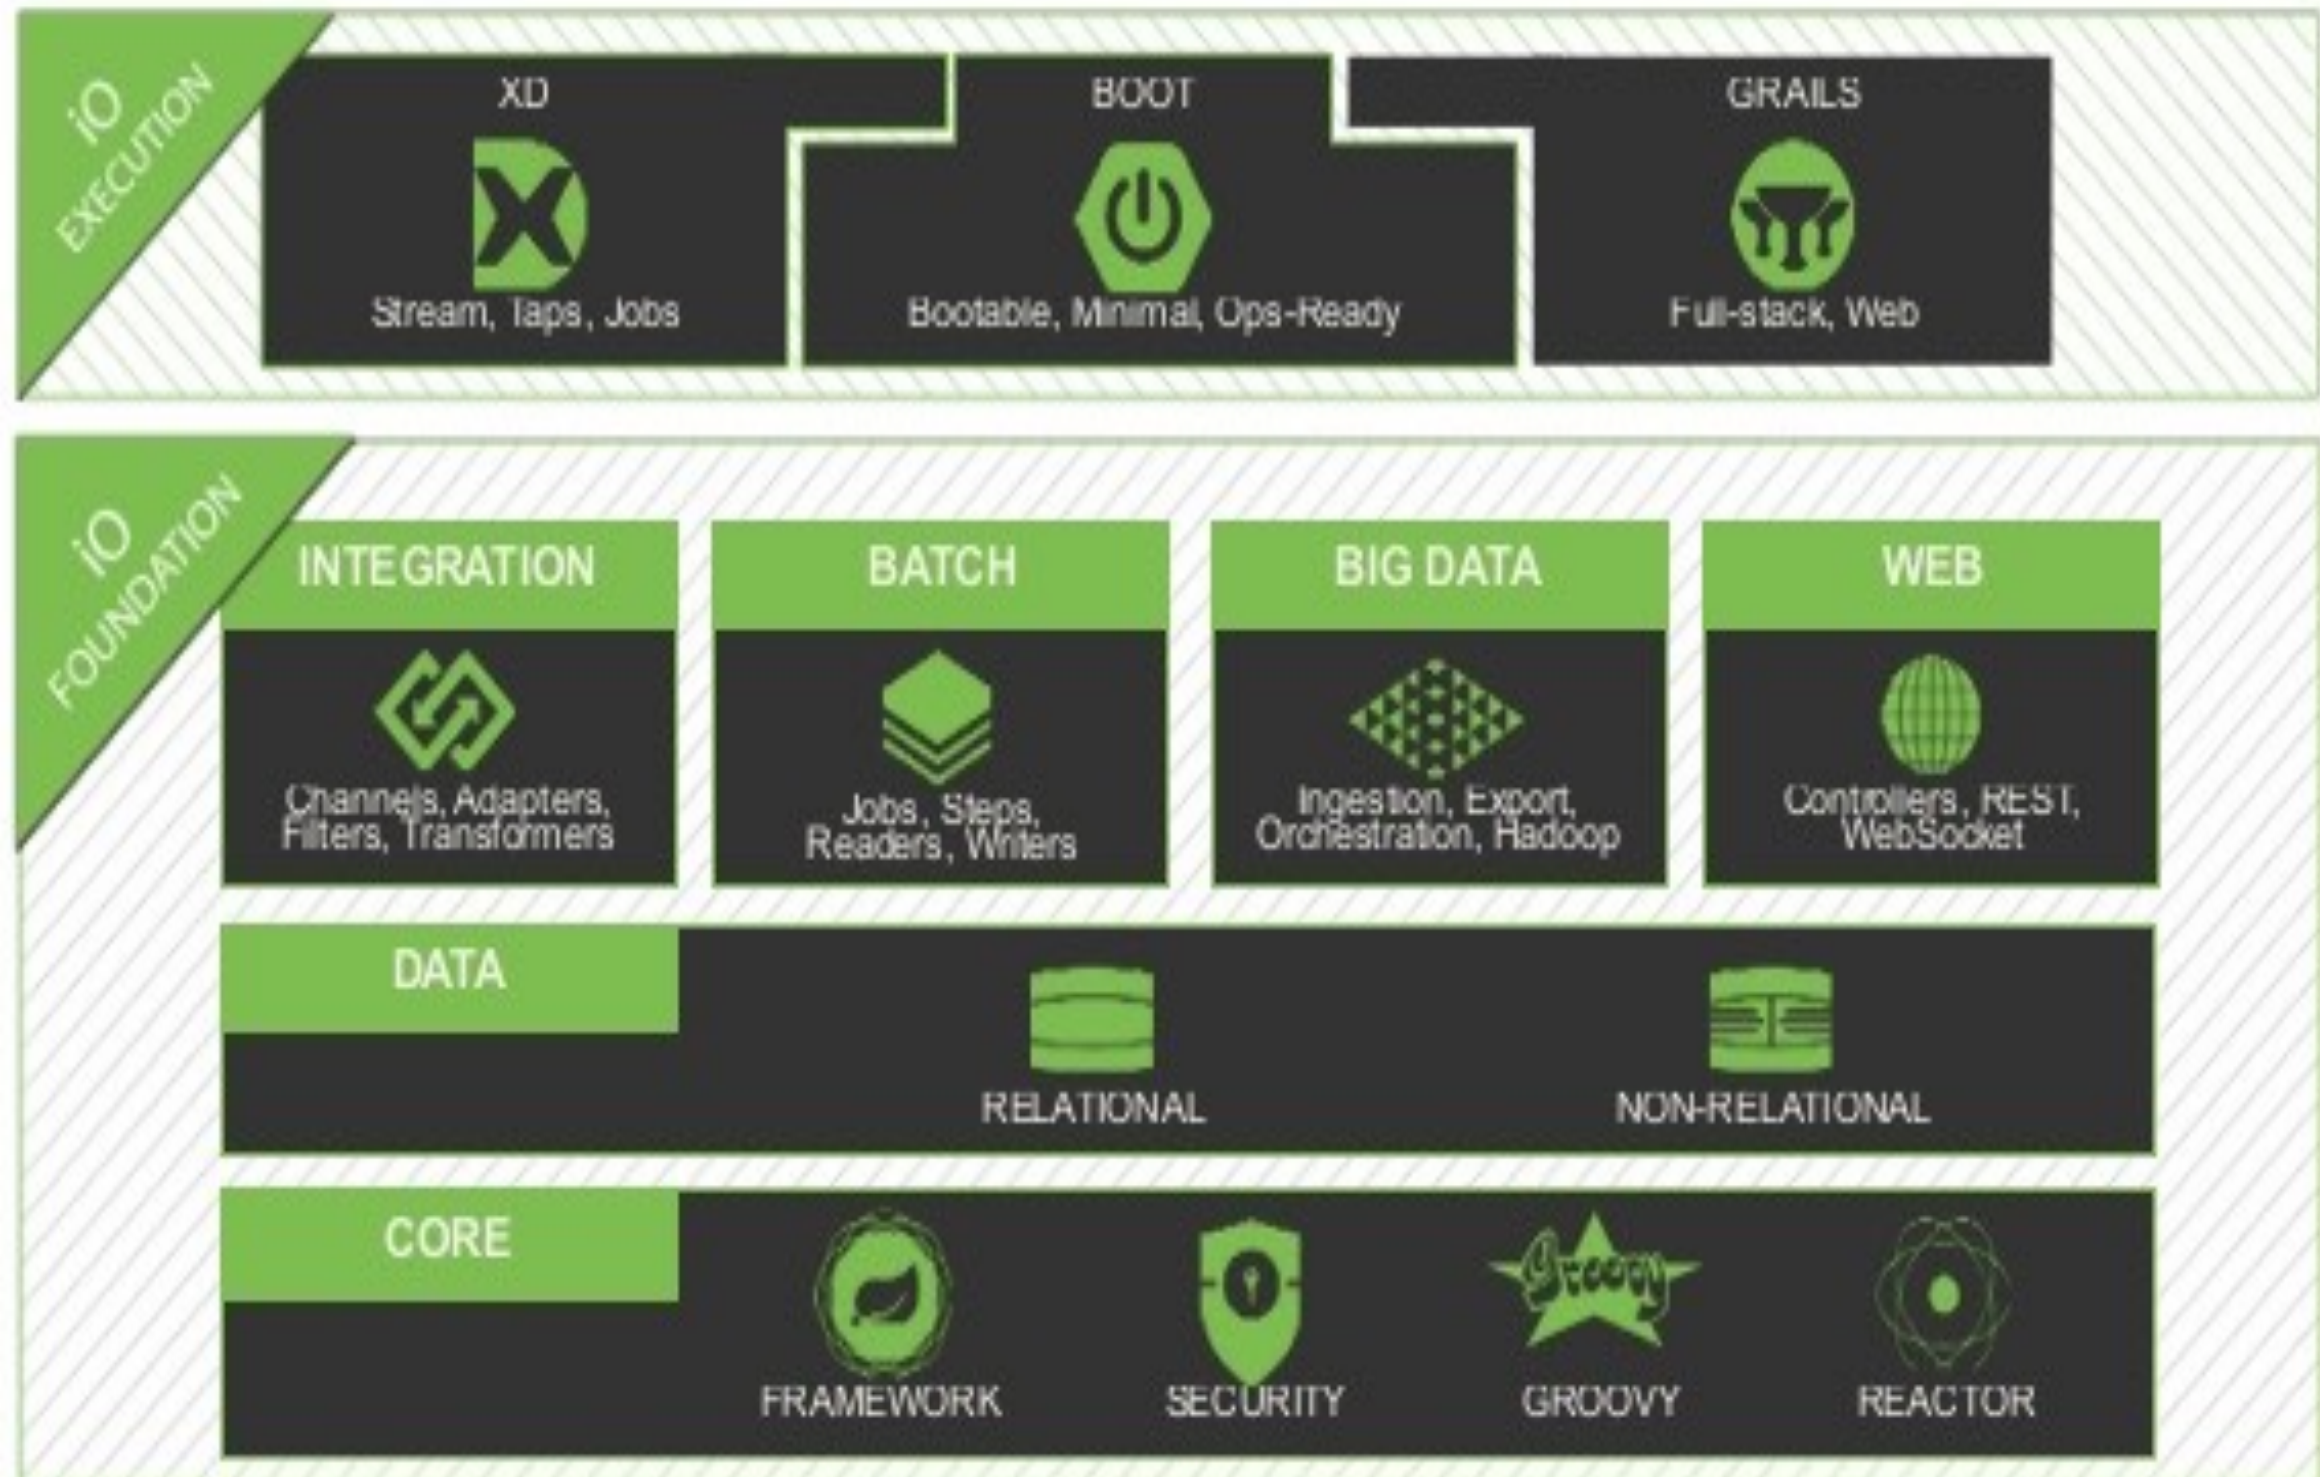 iO
EXECUTION
XD
Stream, Taps, Jobs
BOOT
Bootable, Minimal, Ops-Ready
GRAILS
Full-stack, Web
iO
FOUNDATION
INTEGRATION
Channels, Adapters,
Filters, Transformers
BATCH
Jobs, Steps,
Readers, Writers
BIG DATA
Ingestion, Export,
Orchestration, Hadoop
WEB
Controllers, REST,
WebSocket
DATA
RELATIONAL
NON-RELATIONAL
CORE
FRAMEWORK
SECURITY
Groovy
GROOVY
REACTOR